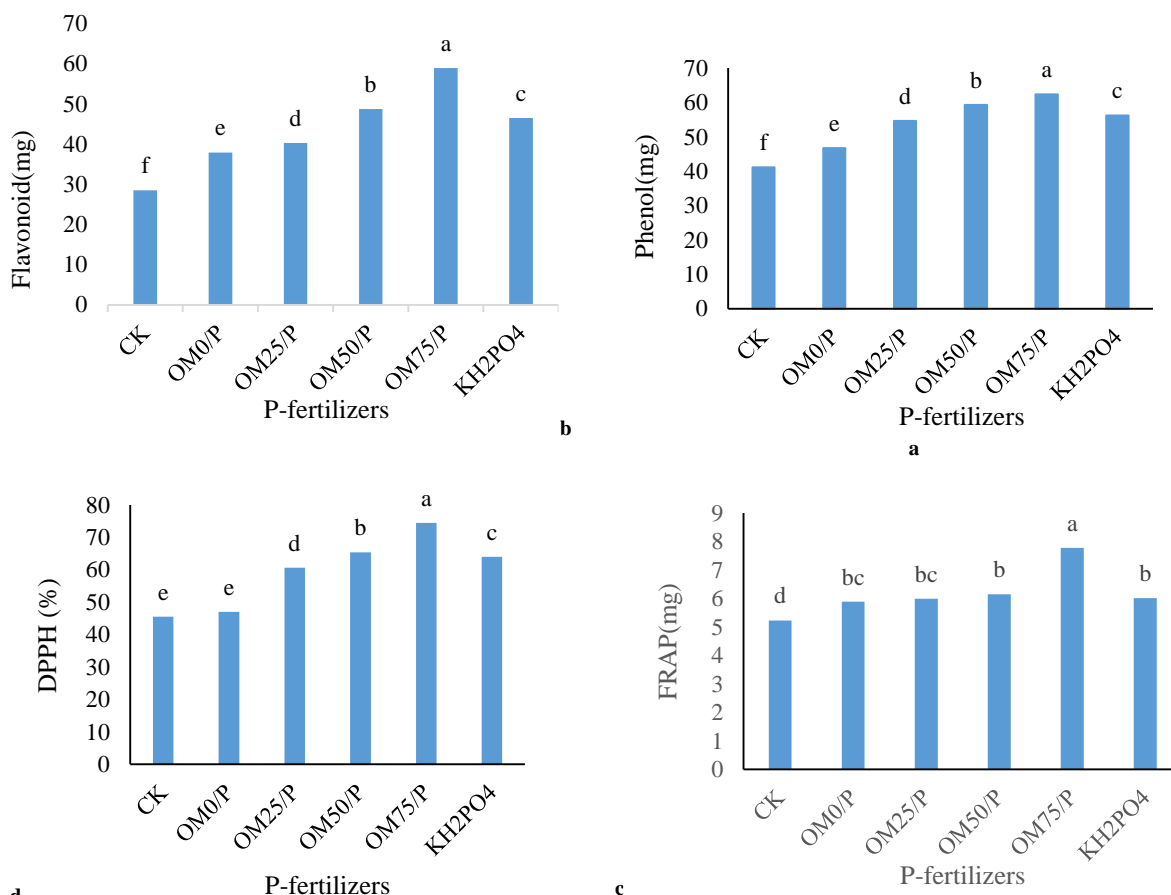 70
60
50
40
30
20
10
0
Flavonoid(mg)
f
e
d
b
a
c
CK
OM0/P
OM25/P
OM50/P
OM75/P
KH2PO4
P-fertilizers
b
70
60
50
40
30
20
10
0
Phenol(mg)
f
e
d
b
a
c
CK
OM0/P
OM25/P
OM50/P
OM75/P
KH2PO4
P-fertilizers
a
80
70
60
50
40
30
20
10
0
DPPH (%)
e
e
d
b
a
c
CK
OM0/P
OM25/P
OM50/P
OM75/P
KH2PO4
P-fertilizers
d
9
8
7
6
5
4
3
2
1
0
FRAP(mg)
d
bc
bc
b
a
b
CK
OM0/P
OM25/P
OM50/P
OM75/P
KH2PO4
P-fertilizers
c